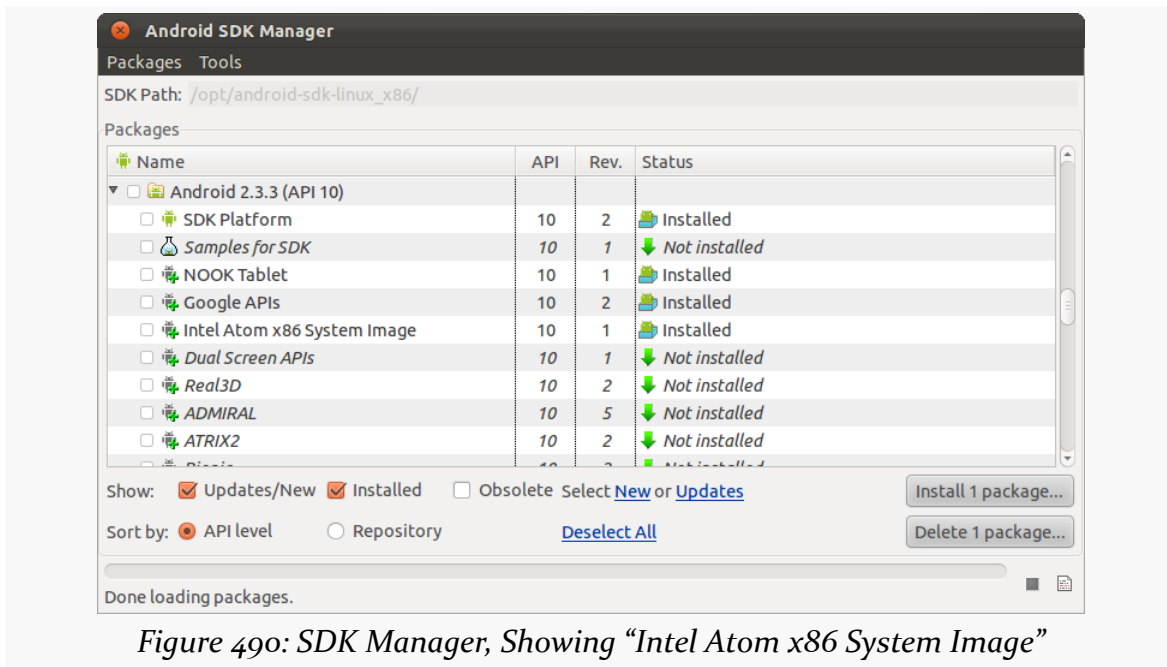 Android SDK Manager
Packages Tools
SDK Path: /opt/android-sdk-linux_x86/
Packages
Name API Rev. Status
Android 2.3.3 (API 10)
SDK Platform 10 2 Installed
Samples for SDK 10 1 Not installed
NOOK Tablet 10 1 Installed
Google APIs 10 2 Installed
Intel Atom x86 System Image 10 1 Installed
Dual Screen APIs 10 1 Not installed
Real3D 10 2 Not installed
ADMIRAL 10 5 Not installed
ATRIX2 10 2 Not installed
Show: Updates/New Installed Obsolete Select New or Updates Install 1 package...
Sort by: API level Repository Deselect All Delete 1 package...
Done loading packages.
Figure 490: SDK Manager, Showing “Intel Atom x86 System Image”